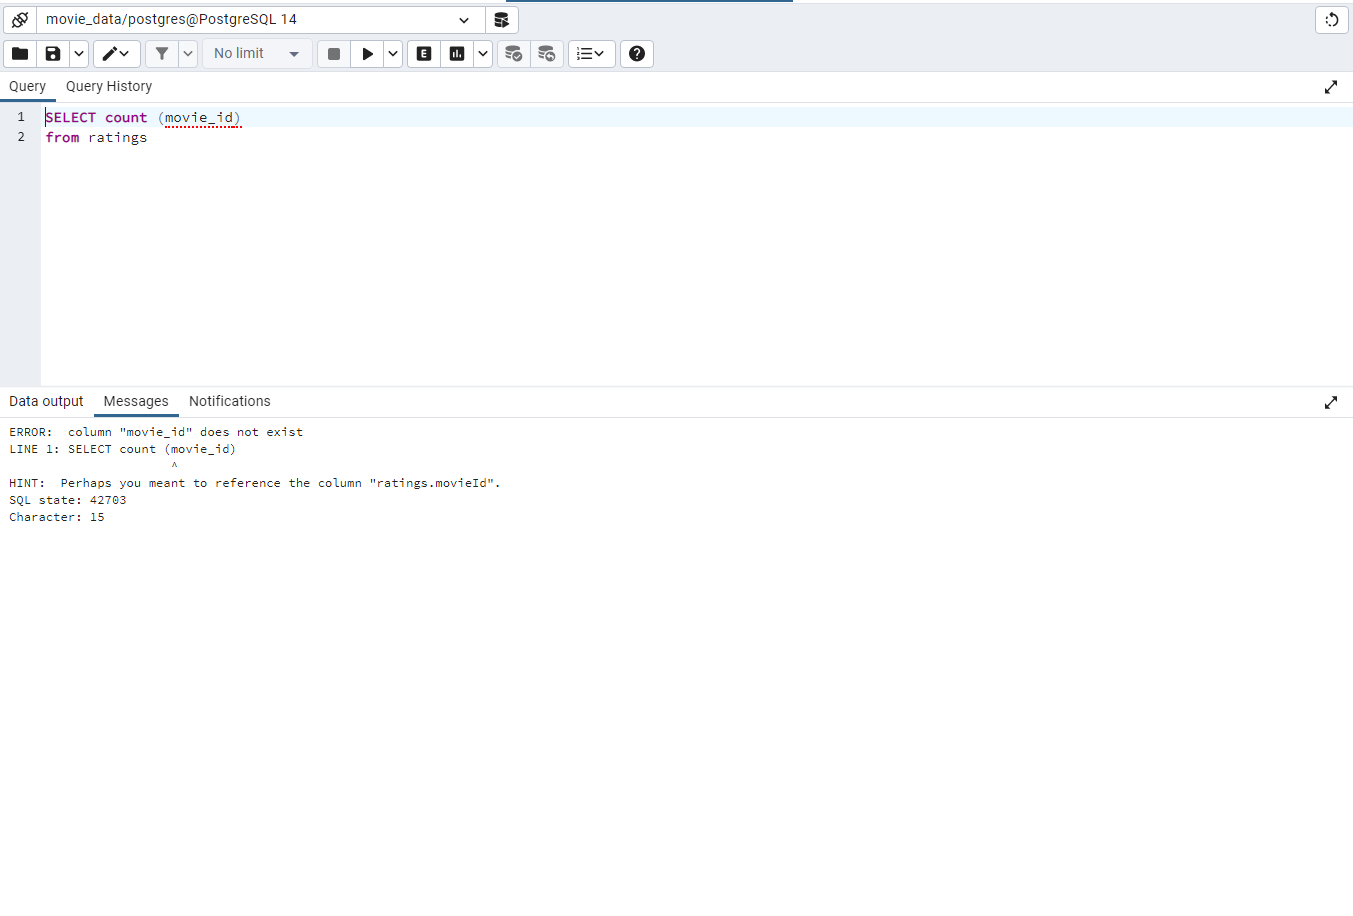 movie_data/postgres@PostgreSQL 14
No limit
E
?
Query Query History
1 SELECT count (movie_id)
2 from ratings
Data output Messages Notifications
ERROR:  column "movie_id" does not exist
LINE 1: SELECT count (movie_id)
^
HINT:  Perhaps you meant to reference the column "ratings.movieId".
SQL state: 42703
Character: 15